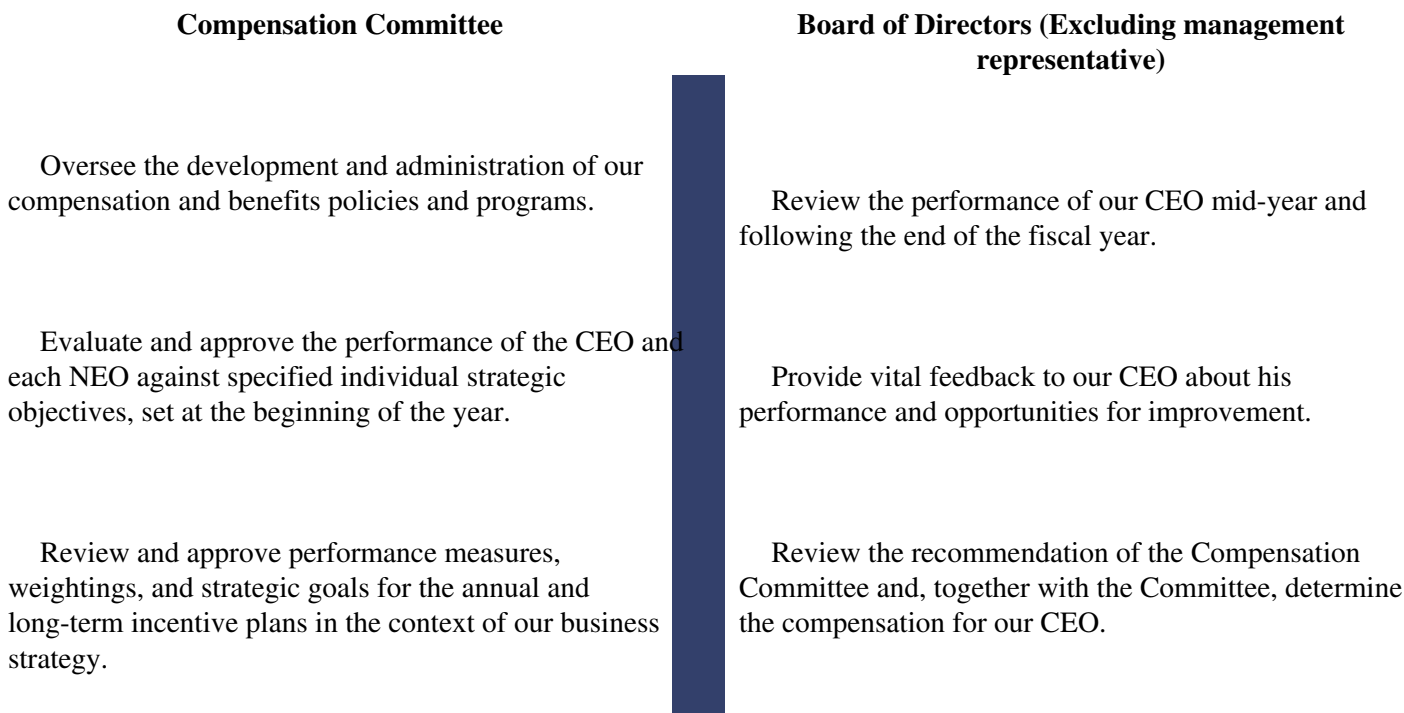 Compensation Committee
Oversee the development and administration of our
compensation and benefits policies and programs.
Evaluate and approve the performance of the CEO and
each NEO against specified individual strategic
objectives, set at the beginning of the year.
Review and approve performance measures,
weightings, and strategic goals for the annual and
long-term incentive plans in the context of our business
strategy.
Board of Directors (Excluding management
representative)
Review the performance of our CEO mid-year and
following the end of the fiscal year.
Provide vital feedback to our CEO about his
performance and opportunities for improvement.
Review the recommendation of the Compensation
Committee and, together with the Committee, determine
the compensation for our CEO.